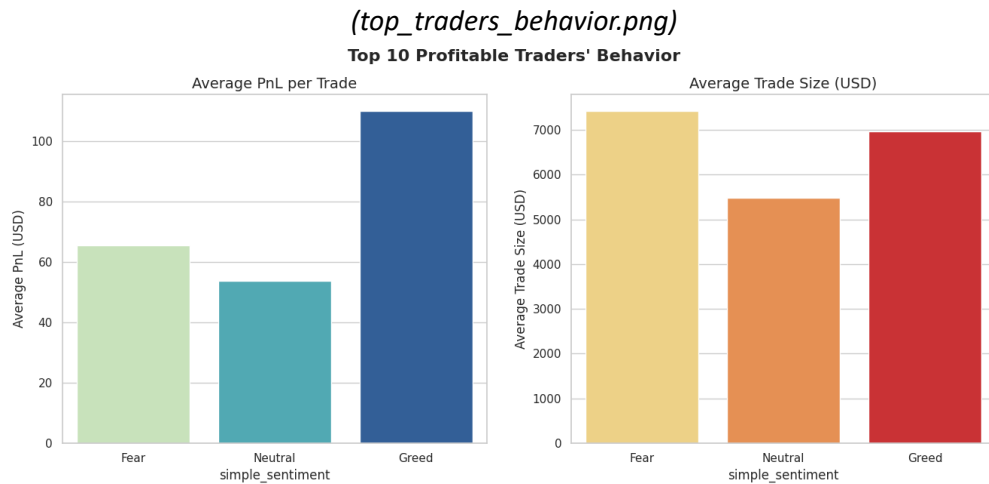 (top_traders_behavior.png)
Top 10 Profitable Traders' Behavior
Average PnL per Trade
Average PnL (USD)
100
80
60
40
20
0
Fear
Neutral
Greed
simple_sentiment
Average Trade Size (USD)
Average Trade Size (USD)
7000
6000
5000
4000
3000
2000
1000
0
Fear
Neutral
Greed
simple_sentiment